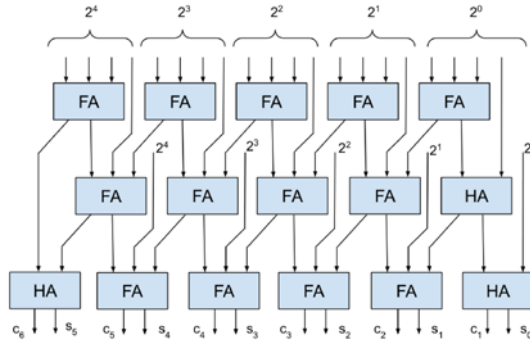 2⁴ 2³ 2² 2¹ 2⁰
FA FA FA FA FA
2⁴ 2³ 2² 2¹
FA FA FA FA HA
HA FA FA FA FA HA
c₆ s₅ c₅ s₄ c₄ s₃ c₃ s₂ c₂ s₁ c₁